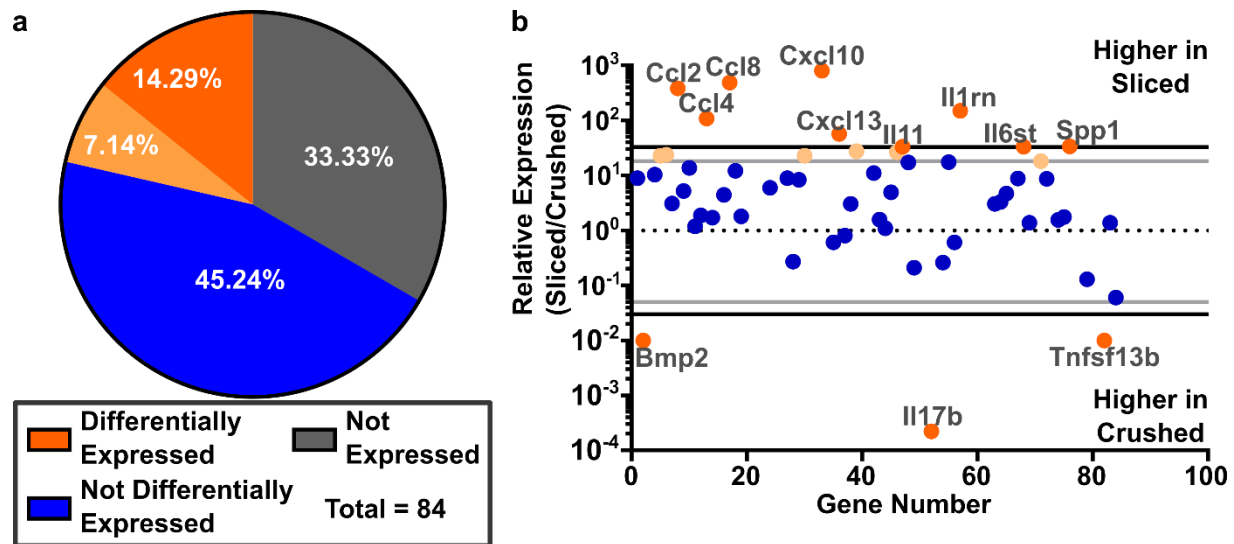 a
14.29%
7.14%
33.33%
45.24%
Differentially
Expressed
Not
Expressed
Not Differentially
Expressed
Total = 84
b
Relative Expression
(Sliced/Crushed)
10³
10²
10¹
10⁰
10⁻¹
10⁻²
10⁻³
10⁻⁴
Higher in
Sliced
Ccl2
Ccl8
Cxcl10
Ccl4
Cxcl13
Il11
Il1rn
Il6st
Spp1
Bmp2
Tnfsf13b
Il17b
Higher in
Crushed
0 20 40 60 80 100
Gene Number